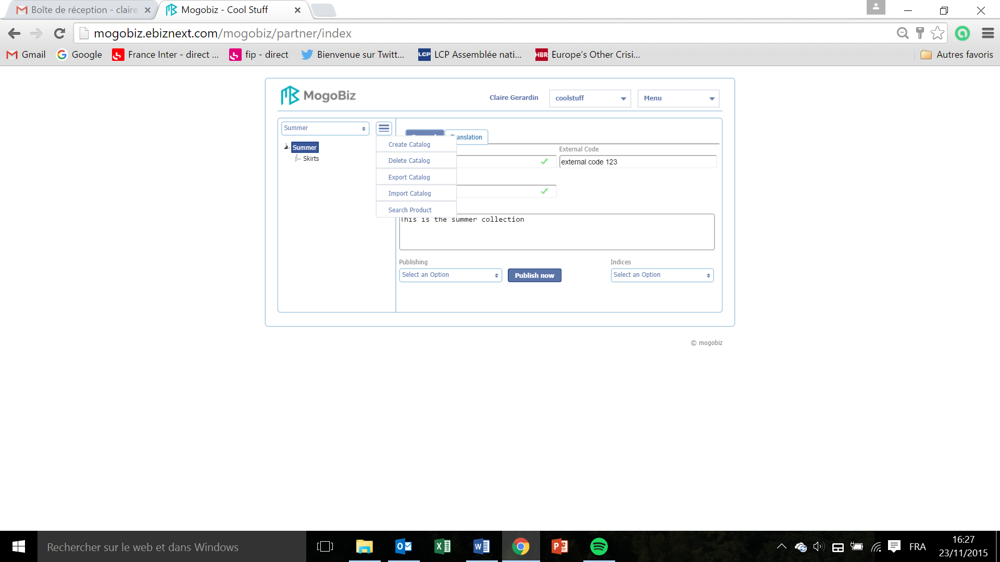 Boîte de réception - claire
Mogobiz - Cool Stuff
mogobiz.ebiznext.com/mogobiz/partner/index
Gmail
Google
France Inter - direct ...
fip - direct
Bienvenue sur Twitt...
LCP
LCP Assemblée nati...
HBR
Europe's Other Crisi...
Autres favoris
MogoBiz
Claire Gerardin
coolstuff
Menu
Summer
Summer
Skirts
Create Catalog
Delete Catalog
Export Catalog
Import Catalog
Search Product
Translation
External Code
external code 123
This is the summer collection
Publishing
Select an Option
Publish now
Indices
Select an Option
© mogobiz
Rechercher sur le web et dans Windows
FRA
16:27
23/11/2015